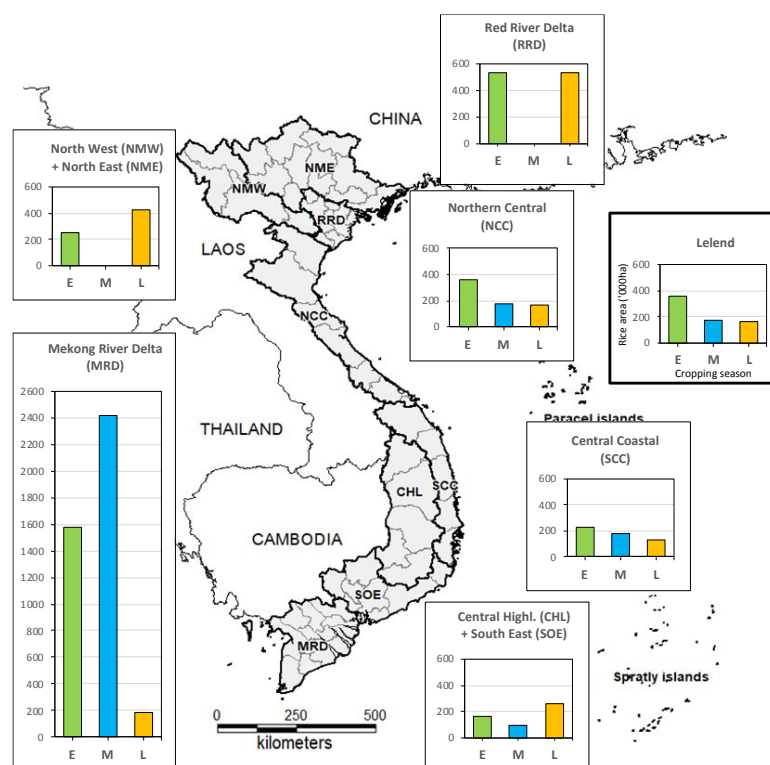 Red River Delta
(RRD)
600
400
200
0
E M L
CHINA
North West (NMW)
+ North East (NME)
600
400
200
0
E M L
NME
NMW
RRD
LAOS
Northern Central
(NCC)
600
400
200
0
E M L
Lelend
Rice area ('000ha)
600
400
200
0
E M L
Cropping season
NCC
Mekong River Delta
(MRD)
2600
2400
2200
2000
1800
1600
1400
1200
1000
800
600
400
200
0
E M L
Paracel islands
THAILAND
Central Coastal
(SCC)
600
400
200
0
E M L
CHL
SCC
CAMBODIA
SOE
MRD
Central Highl. (CHL)
+ South East (SOE)
600
400
200
0
E M L
Spratly islands
0 250 500
kilometers